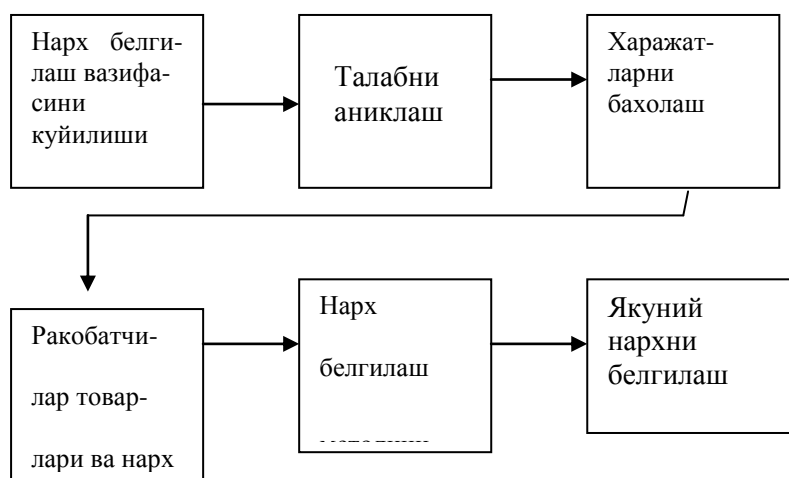 Нарх белги-
лаш вазифа-
сини
куйилиши
Талабни
аниклаш
Харажат-
ларни
бахолаш
Ракобатчи-
лар товар-
лари ва нарх
Нарх
белгилаш
Якуний
нархни
белгилаш